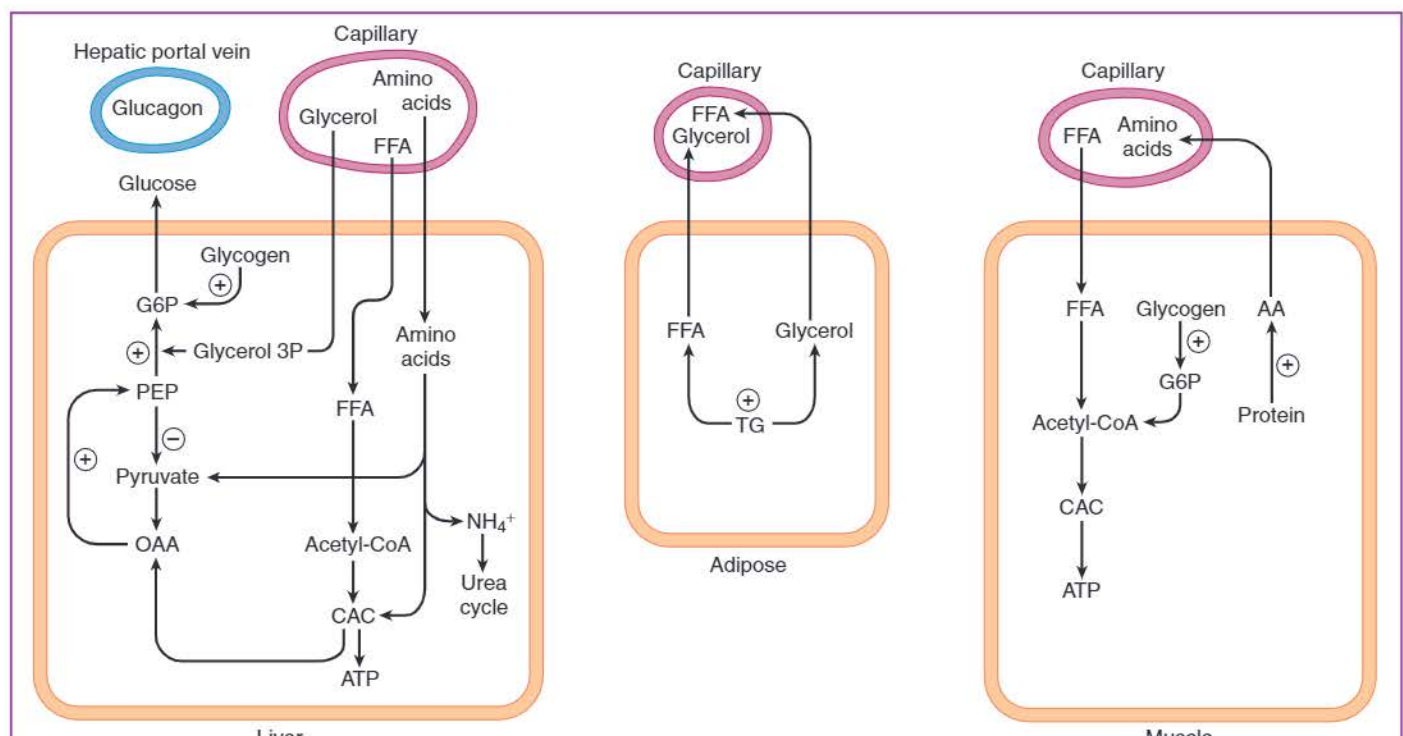 Hepatic portal vein
Glucagon
Capillary
Amino
acids
Glycerol
FFA
Glucose
Glycogen
+
G6P
+
Glycerol 3P
Amino
acids
PEP
FFA
−
+
Pyruvate
NH₄⁺
OAA
Acetyl-CoA
Urea
cycle
CAC
ATP
Liver
Capillary
FFA
Glycerol
FFA
Glycerol
+
TG
Adipose
Capillary
FFA
Amino
acids
FFA
Glycogen
AA
+
+
G6P
Acetyl-CoA
Protein
CAC
ATP
Muscle